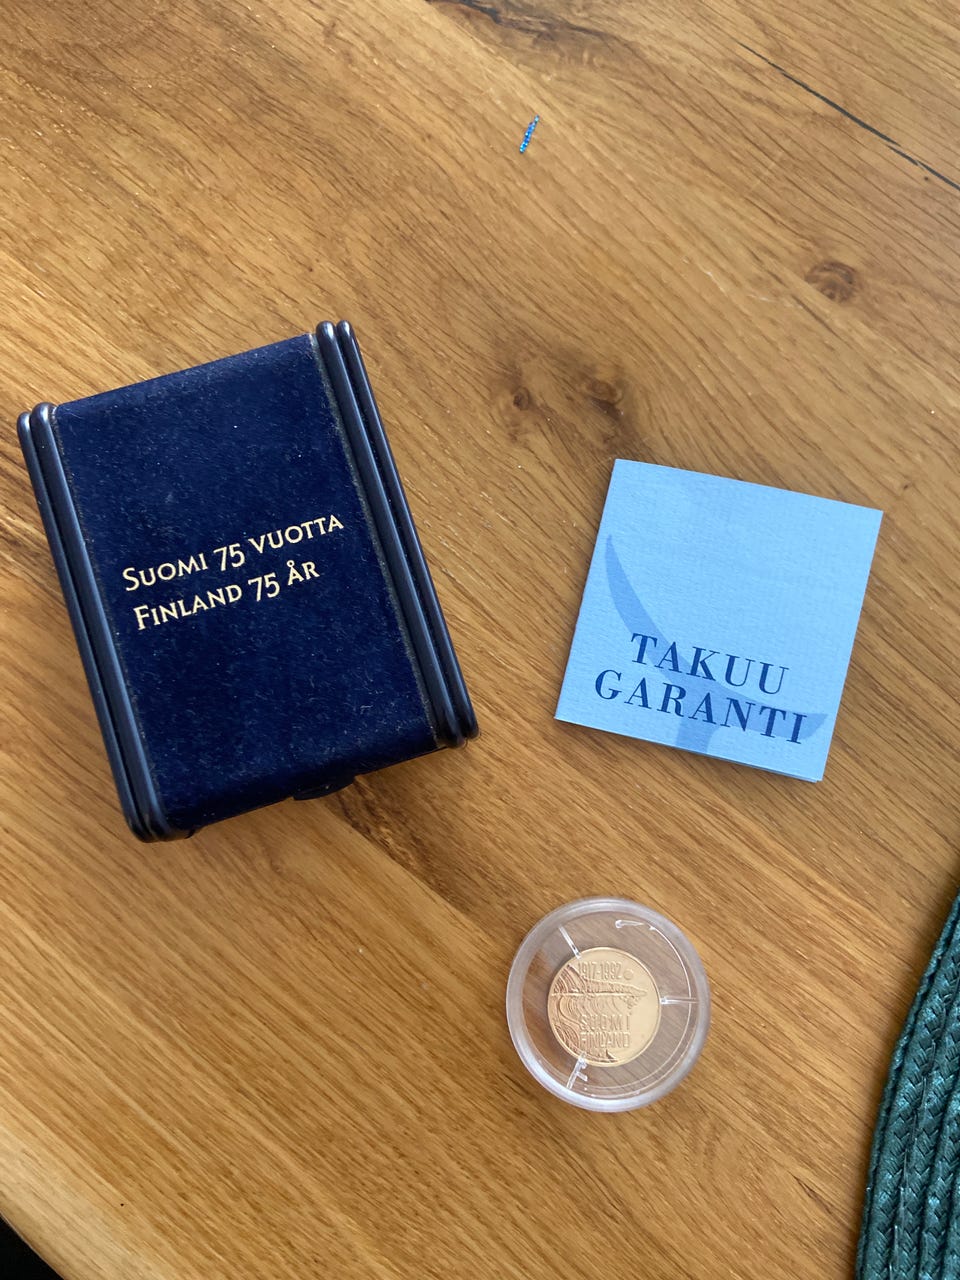 SUOMI 75 VUOTTA
FINLAND 75 ÅR
TAKUU
GARANTI
1917-1992
SUOMI
FINLAND